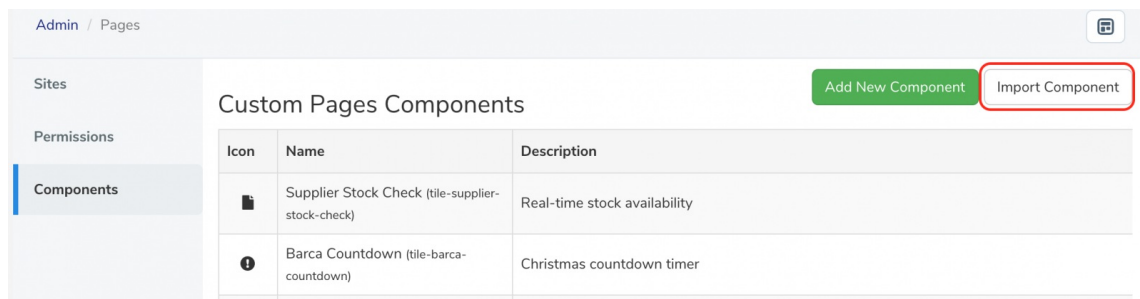 Admin / Pages
Sites
Permissions
Components
Add New Component
Import Component
Custom Pages Components
Icon Name Description
Supplier Stock Check (tile-supplier-
stock-check)
Real-time stock availability
Barca Countdown (tile-barca-
countdown)
Christmas countdown timer